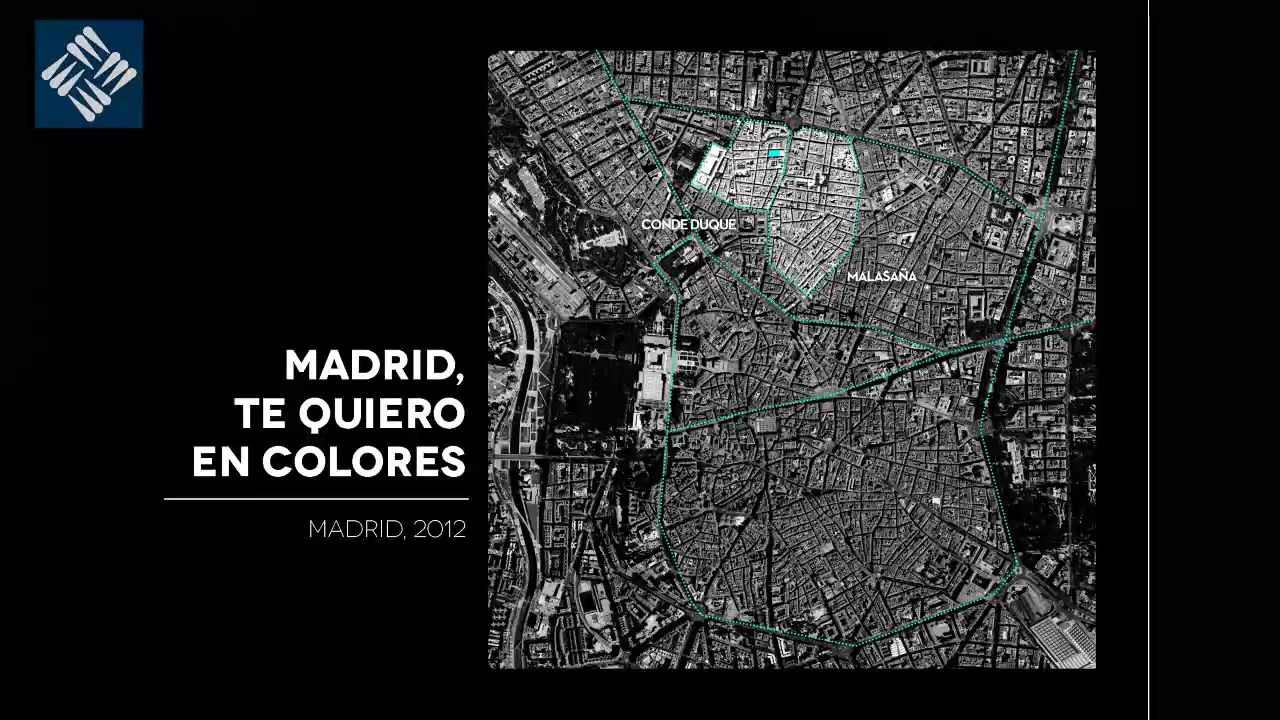 MADRID,
TE QUIERO
EN COLORES
MADRID, 2012
CONDE DUQUE
MALASAÑA